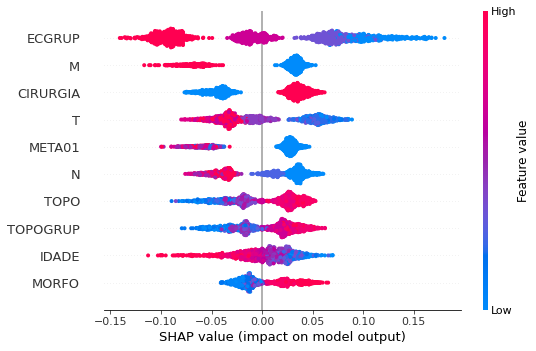 High
ECGRUP
M
CIRURGIA
T
META01
N
TOPO
TOPOGRUP
IDADE
MORFO
Feature value
Low
−0.15 −0.10 −0.05 0.00 0.05 0.10 0.15
SHAP value (impact on model output)